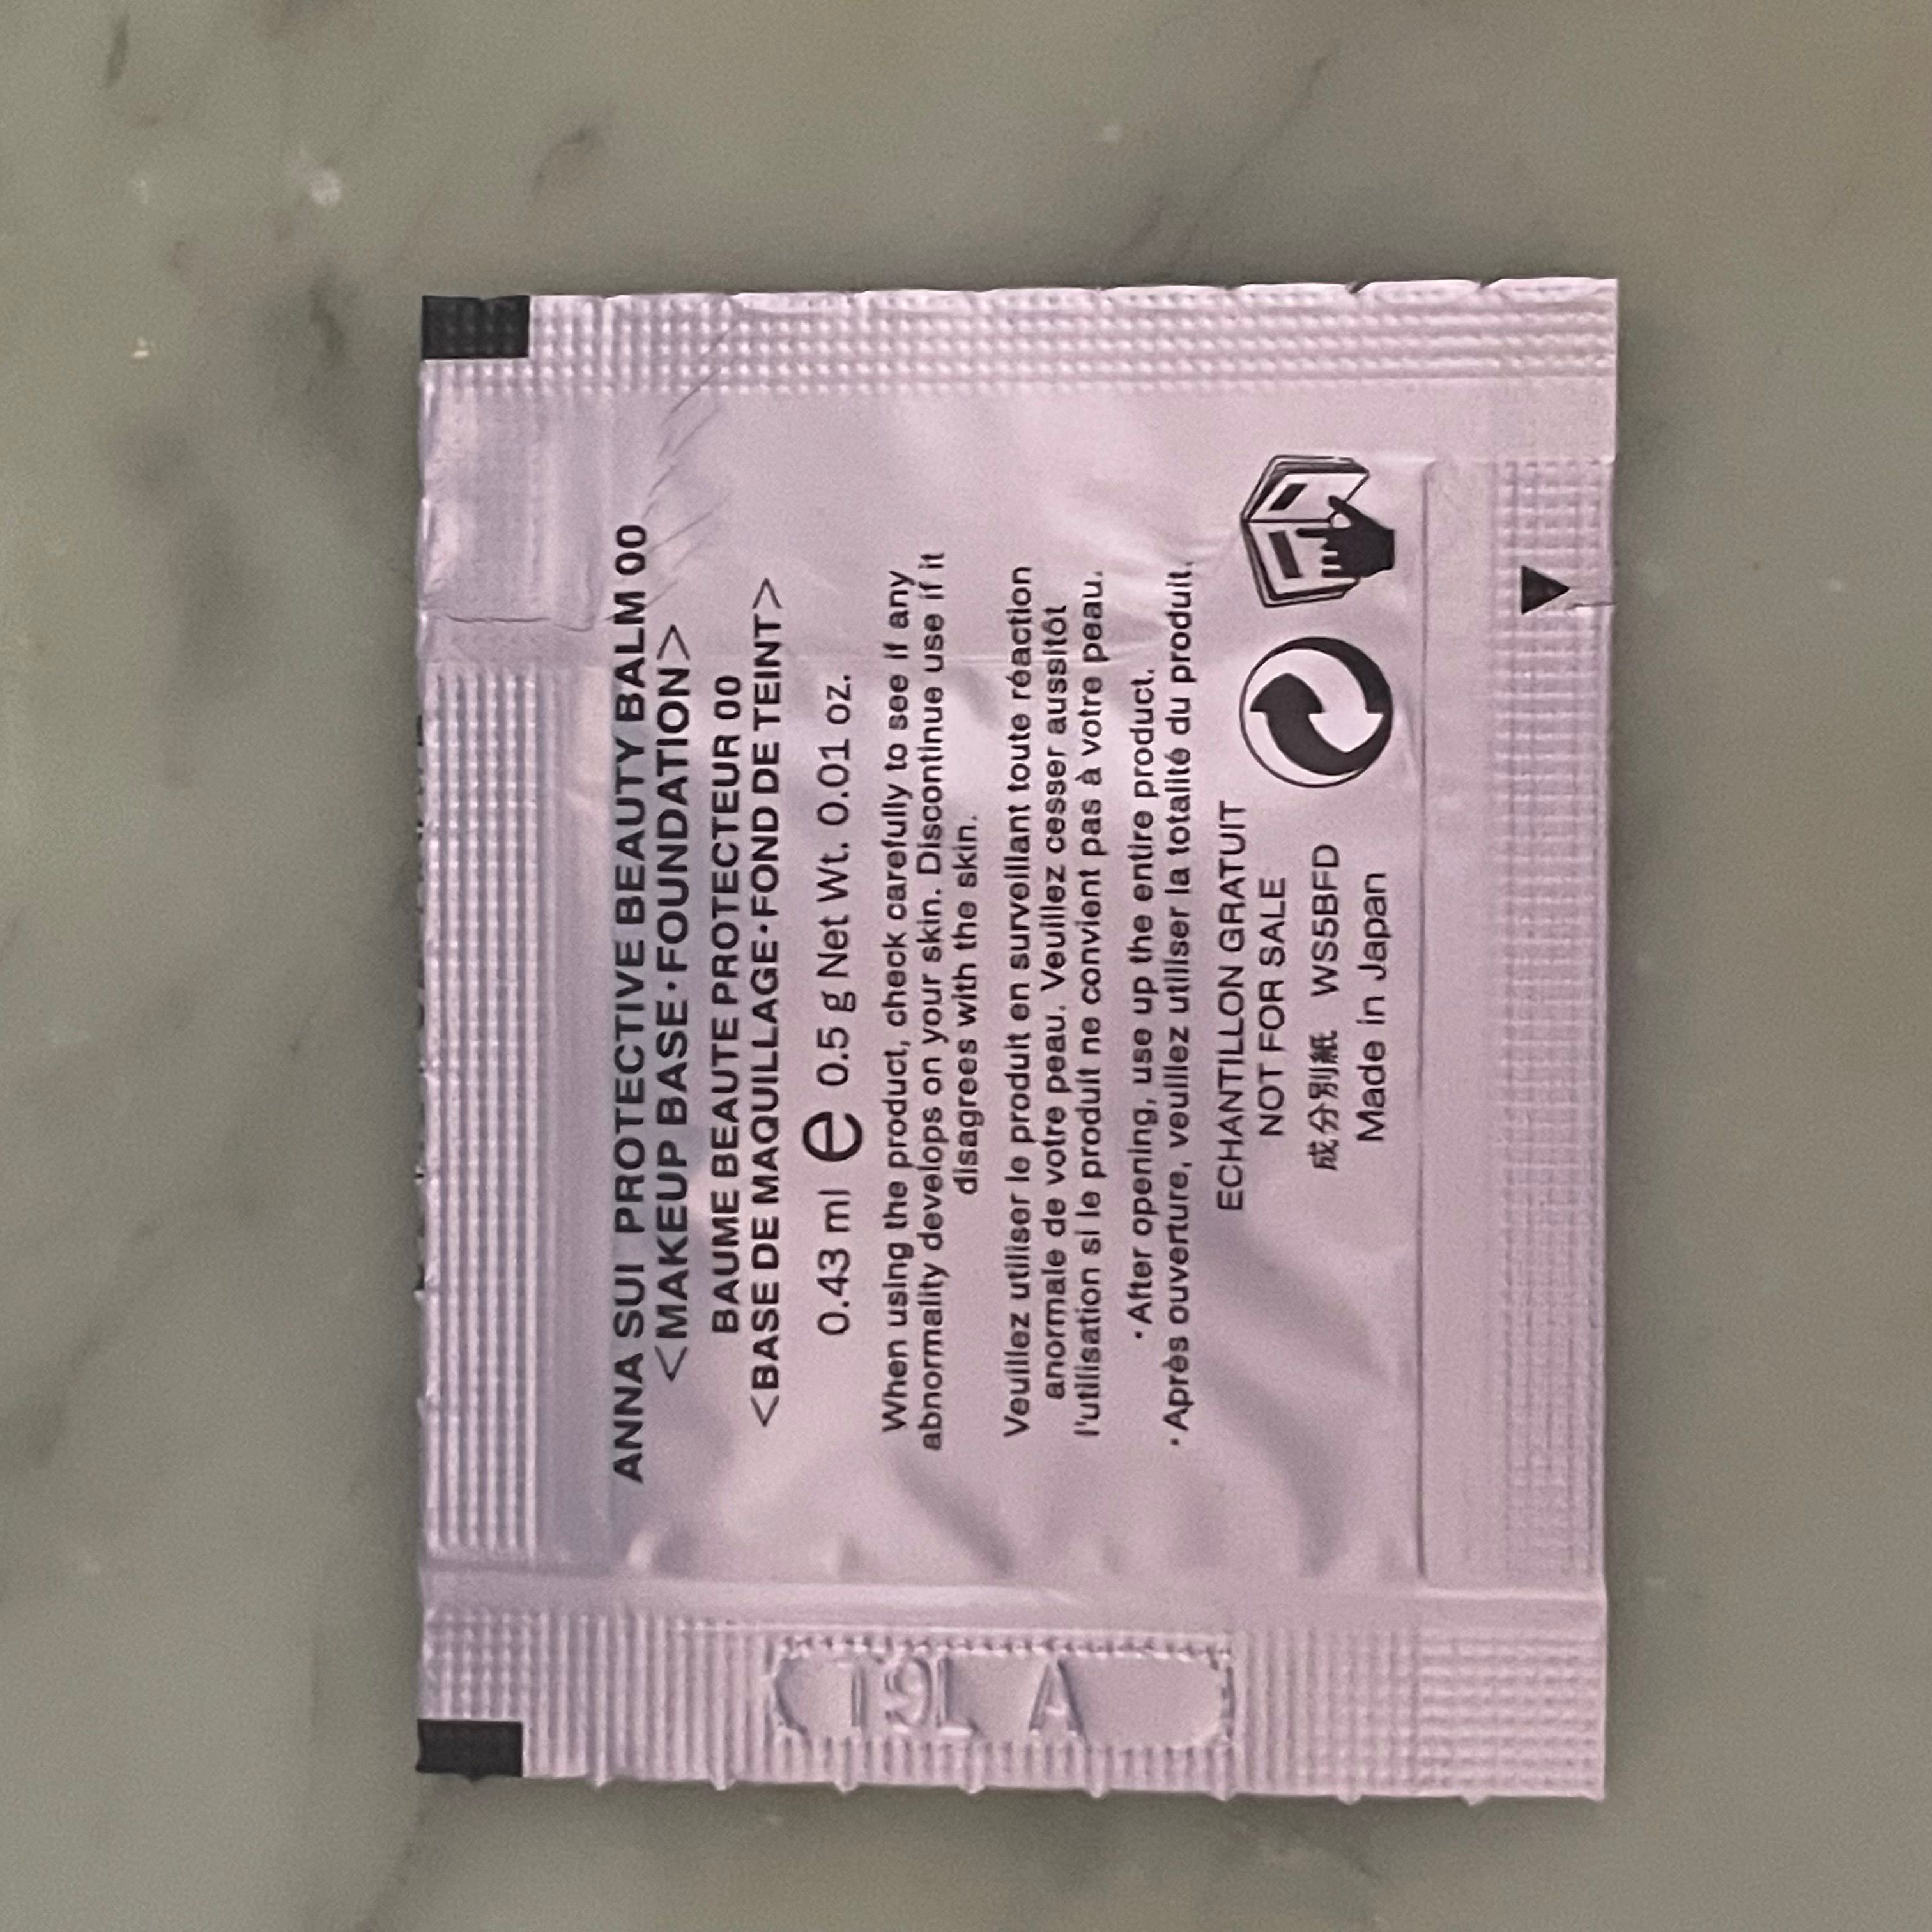 ANNA SUI PROTECTIVE BEAUTY BALM 00
<MAKEUP BASE·FOUNDATION>
BAUME BEAUTE PROTECTEUR 00
<BASE DE MAQUILLAGE·FOND DE TEINT>
0.43 ml e 0.5 g Net Wt. 0.01 oz.
When using the product, check carefully to see if any
abnormality develops on your skin. Discontinue use if it
disagrees with the skin.
Veuillez utiliser le produit en surveillant toute réaction
anormale de votre peau. Veuillez cesser aussitôt
l'utilisation si le produit ne convient pas à votre peau.
·After opening, use up the entire product.
·Après ouverture, veuillez utiliser la totalité du produit.
ECHANTILLON GRATUIT
NOT FOR SALE
成分別紙 WS5BFD
Made in Japan